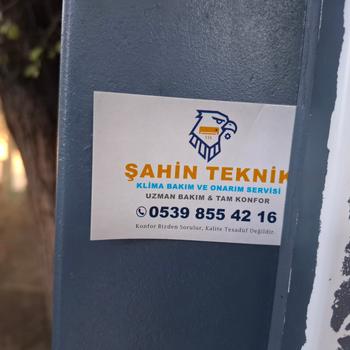 ŞAHİN TEKNİK
KLİMA BAKIM VE ONARIM SERVİSİ
UZMAN BAKIM & TAM KONFOR
0539 855 42 16
Konfor Bizden Sorulur, Kalite Tesadüf Değildir.